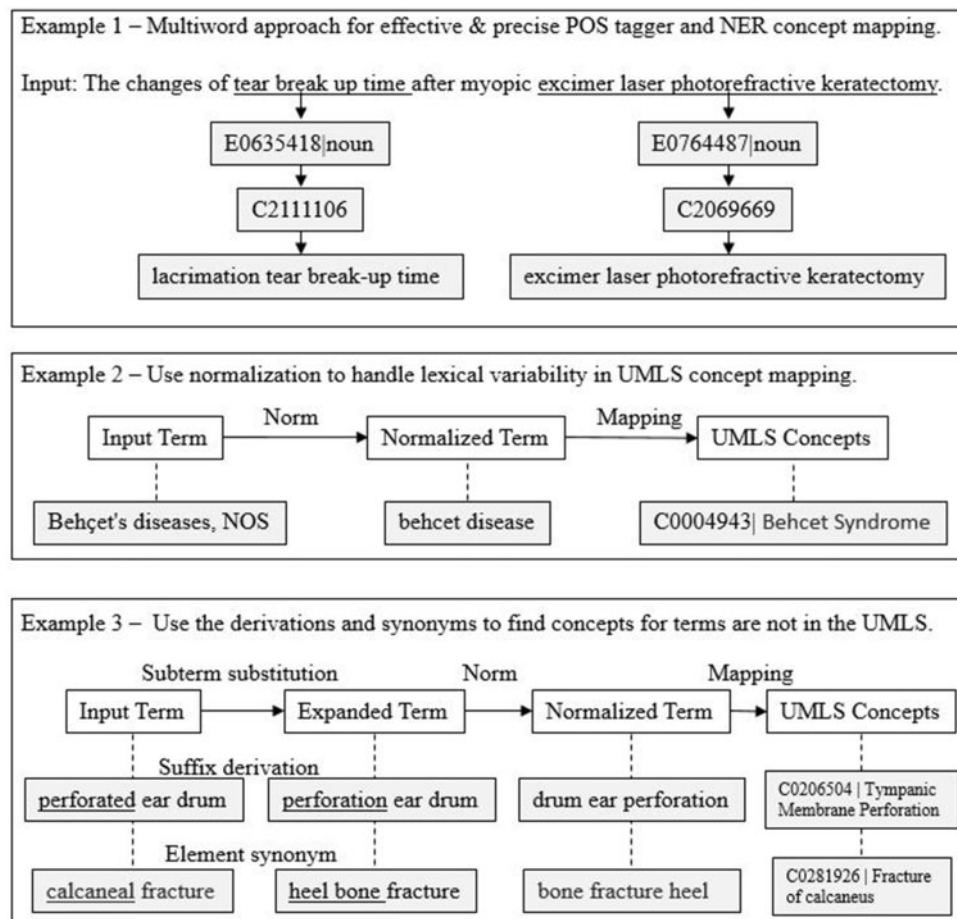 Example 1 – Multiword approach for effective & precise POS tagger and NER concept mapping.
Input: The changes of tear break up time after myopic excimer laser photorefractive keratectomy.
E0635418|noun
E0764487|noun
C2111106
C2069669
lacrimation tear break-up time
excimer laser photorefractive keratectomy
Example 2 – Use normalization to handle lexical variability in UMLS concept mapping.
Norm
Mapping
Input Term
Normalized Term
UMLS Concepts
Behçet's diseases, NOS
behcet disease
C0004943| Behcet Syndrome
Example 3 – Use the derivations and synonyms to find concepts for terms are not in the UMLS.
Subterm substitution
Norm
Mapping
Input Term
Expanded Term
Normalized Term
UMLS Concepts
Suffix derivation
perforated ear drum
perforation ear drum
drum ear perforation
C0206504 | Tympanic
Membrane Perforation
Element synonym
calcaneal fracture
heel bone fracture
bone fracture heel
C0281926 | Fracture
of calcaneus